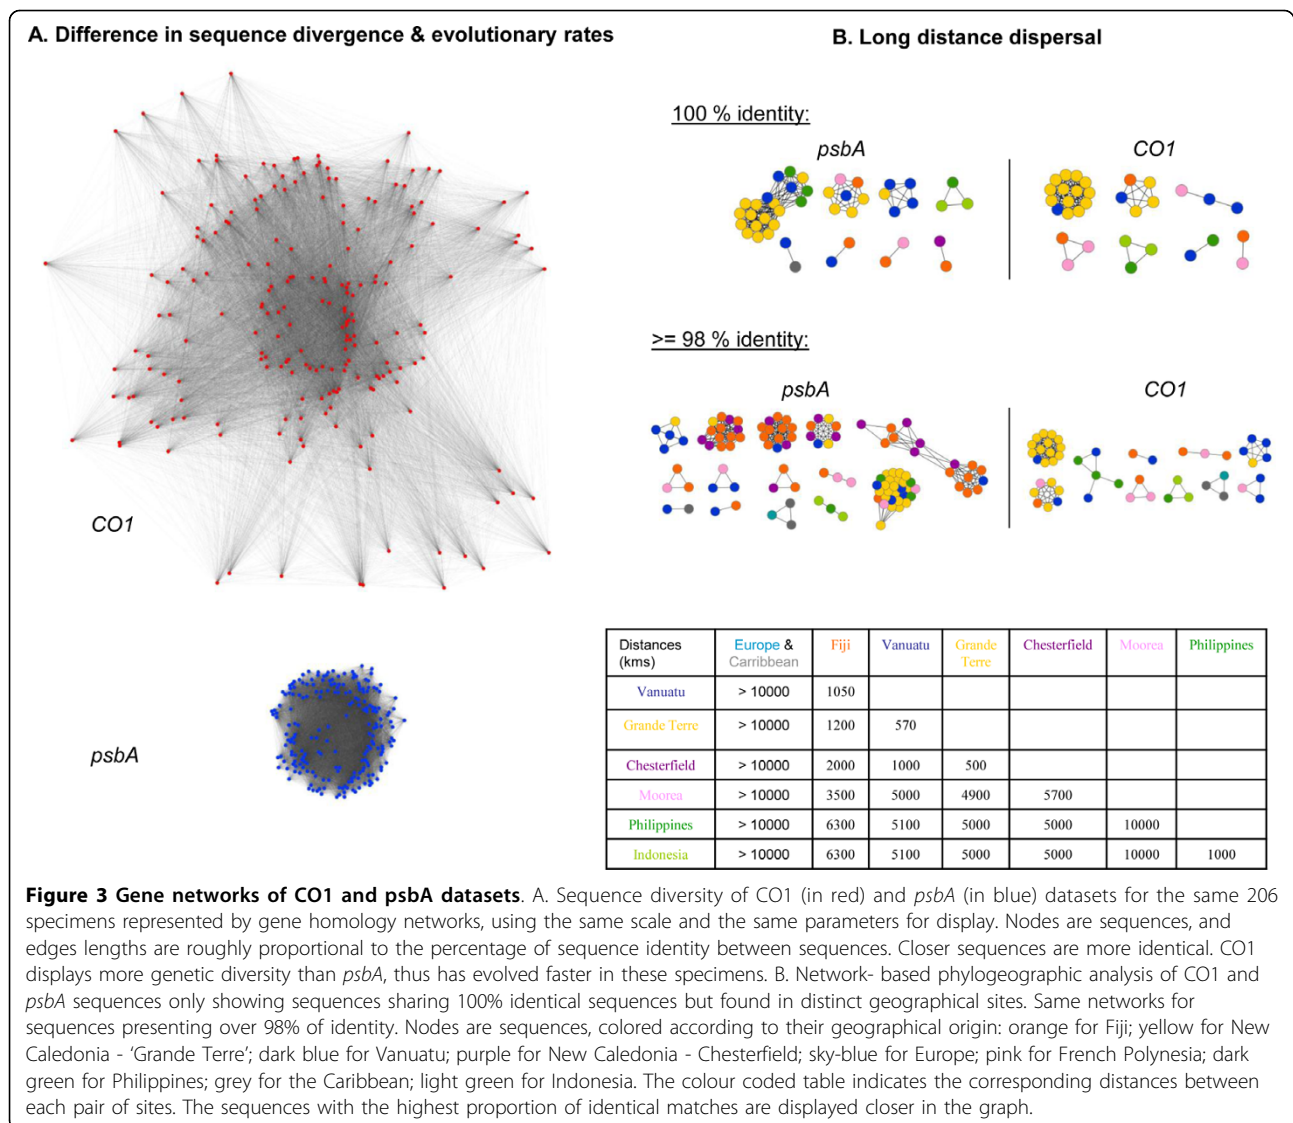 A. Difference in sequence divergence & evolutionary rates
CO1
psbA
B. Long distance dispersal
100 % identity:
psbA
CO1
>= 98 % identity:
psbA
CO1
Distances (kms) Europe & Carribbean Fiji Vanuatu Grande Terre Chesterfield Moorea Philippines
Vanuatu > 10000 1050
Grande Terre > 10000 1200 570
Chesterfield > 10000 2000 1000 500
Moorea > 10000 3500 5000 4900 5700
Philippines > 10000 6300 5100 5000 5000 10000
Indonesia > 10000 6300 5100 5000 5000 10000 1000
Figure 3 Gene networks of CO1 and psbA datasets. A. Sequence diversity of CO1 (in red) and psbA (in blue) datasets for the same 206
specimens represented by gene homology networks, using the same scale and the same parameters for display. Nodes are sequences, and
edges lengths are roughly proportional to the percentage of sequence identity between sequences. Closer sequences are more identical. CO1
displays more genetic diversity than psbA, thus has evolved faster in these specimens. B. Network- based phylogeographic analysis of CO1 and
psbA sequences only showing sequences sharing 100% identical sequences but found in distinct geographical sites. Same networks for
sequences presenting over 98% of identity. Nodes are sequences, colored according to their geographical origin: orange for Fiji; yellow for New
Caledonia - ‘Grande Terre’; dark blue for Vanuatu; purple for New Caledonia - Chesterfield; sky-blue for Europe; pink for French Polynesia; dark
green for Philippines; grey for the Caribbean; light green for Indonesia. The colour coded table indicates the corresponding distances between
each pair of sites. The sequences with the highest proportion of identical matches are displayed closer in the graph.